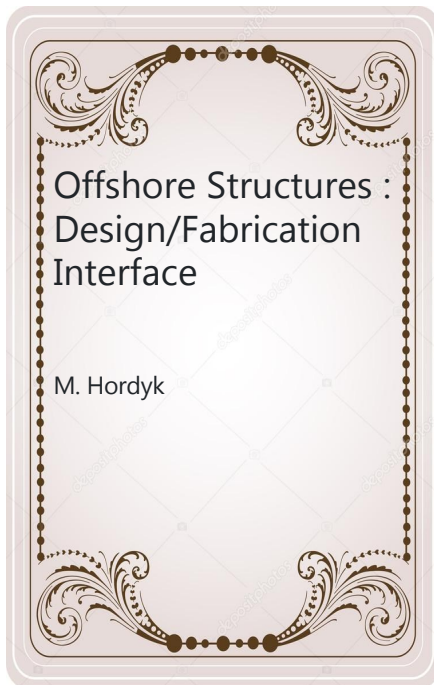 Offshore Structures :
Design/Fabrication
Interface
M. Hordyk